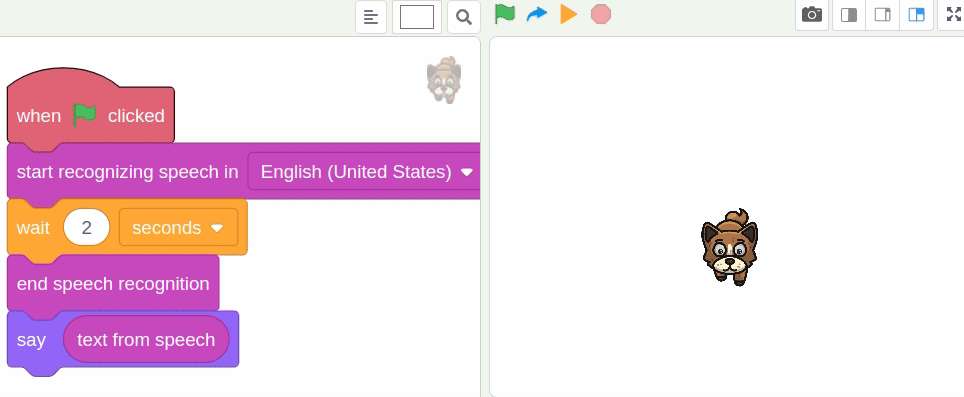 when clicked
start recognizing speech in English (United States)
wait 2 seconds
end speech recognition
say text from speech